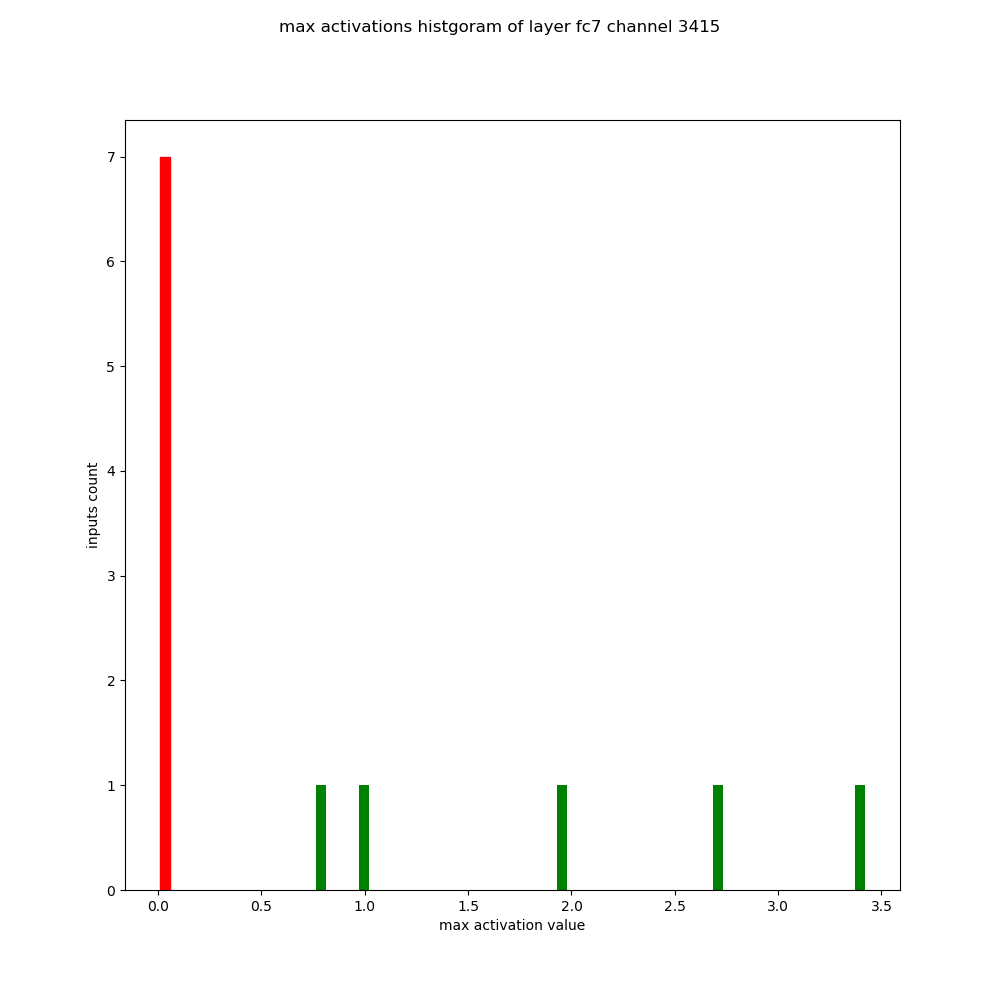 max activations histgoram of layer fc7 channel 3415
7
6
5
4
3
2
1
0
inputs count
0.0 0.5 1.0 1.5 2.0 2.5 3.0 3.5
max activation value